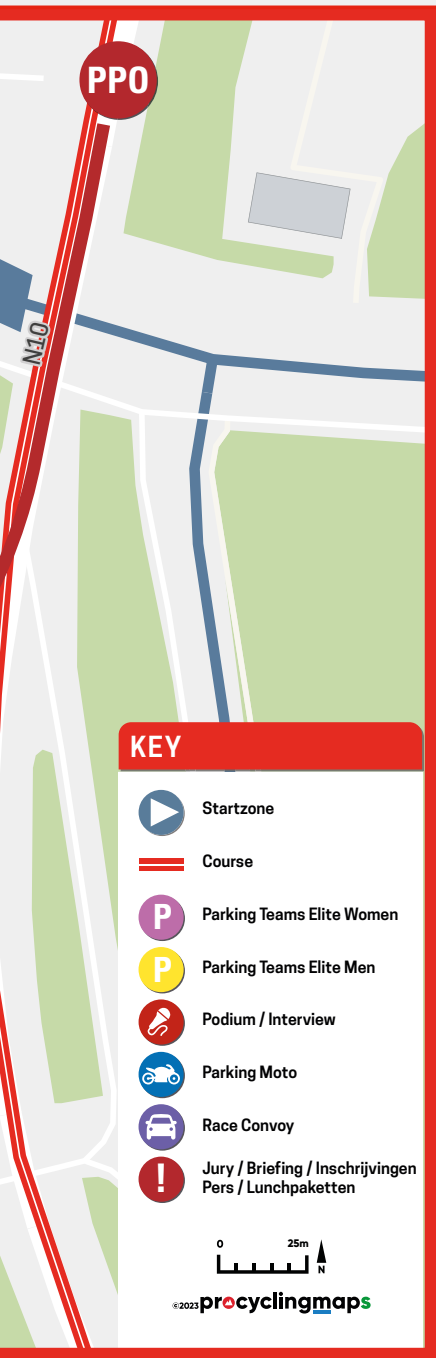 PPO
N10
KEY
Startzone
Course
P
Parking Teams Elite Women
P
Parking Teams Elite Men
Podium / Interview
Parking Moto
Race Convoy
!
Jury / Briefing / Inschrijvingen
Pers / Lunchpaketten
0 25m
N
©2023 procyclingmaps